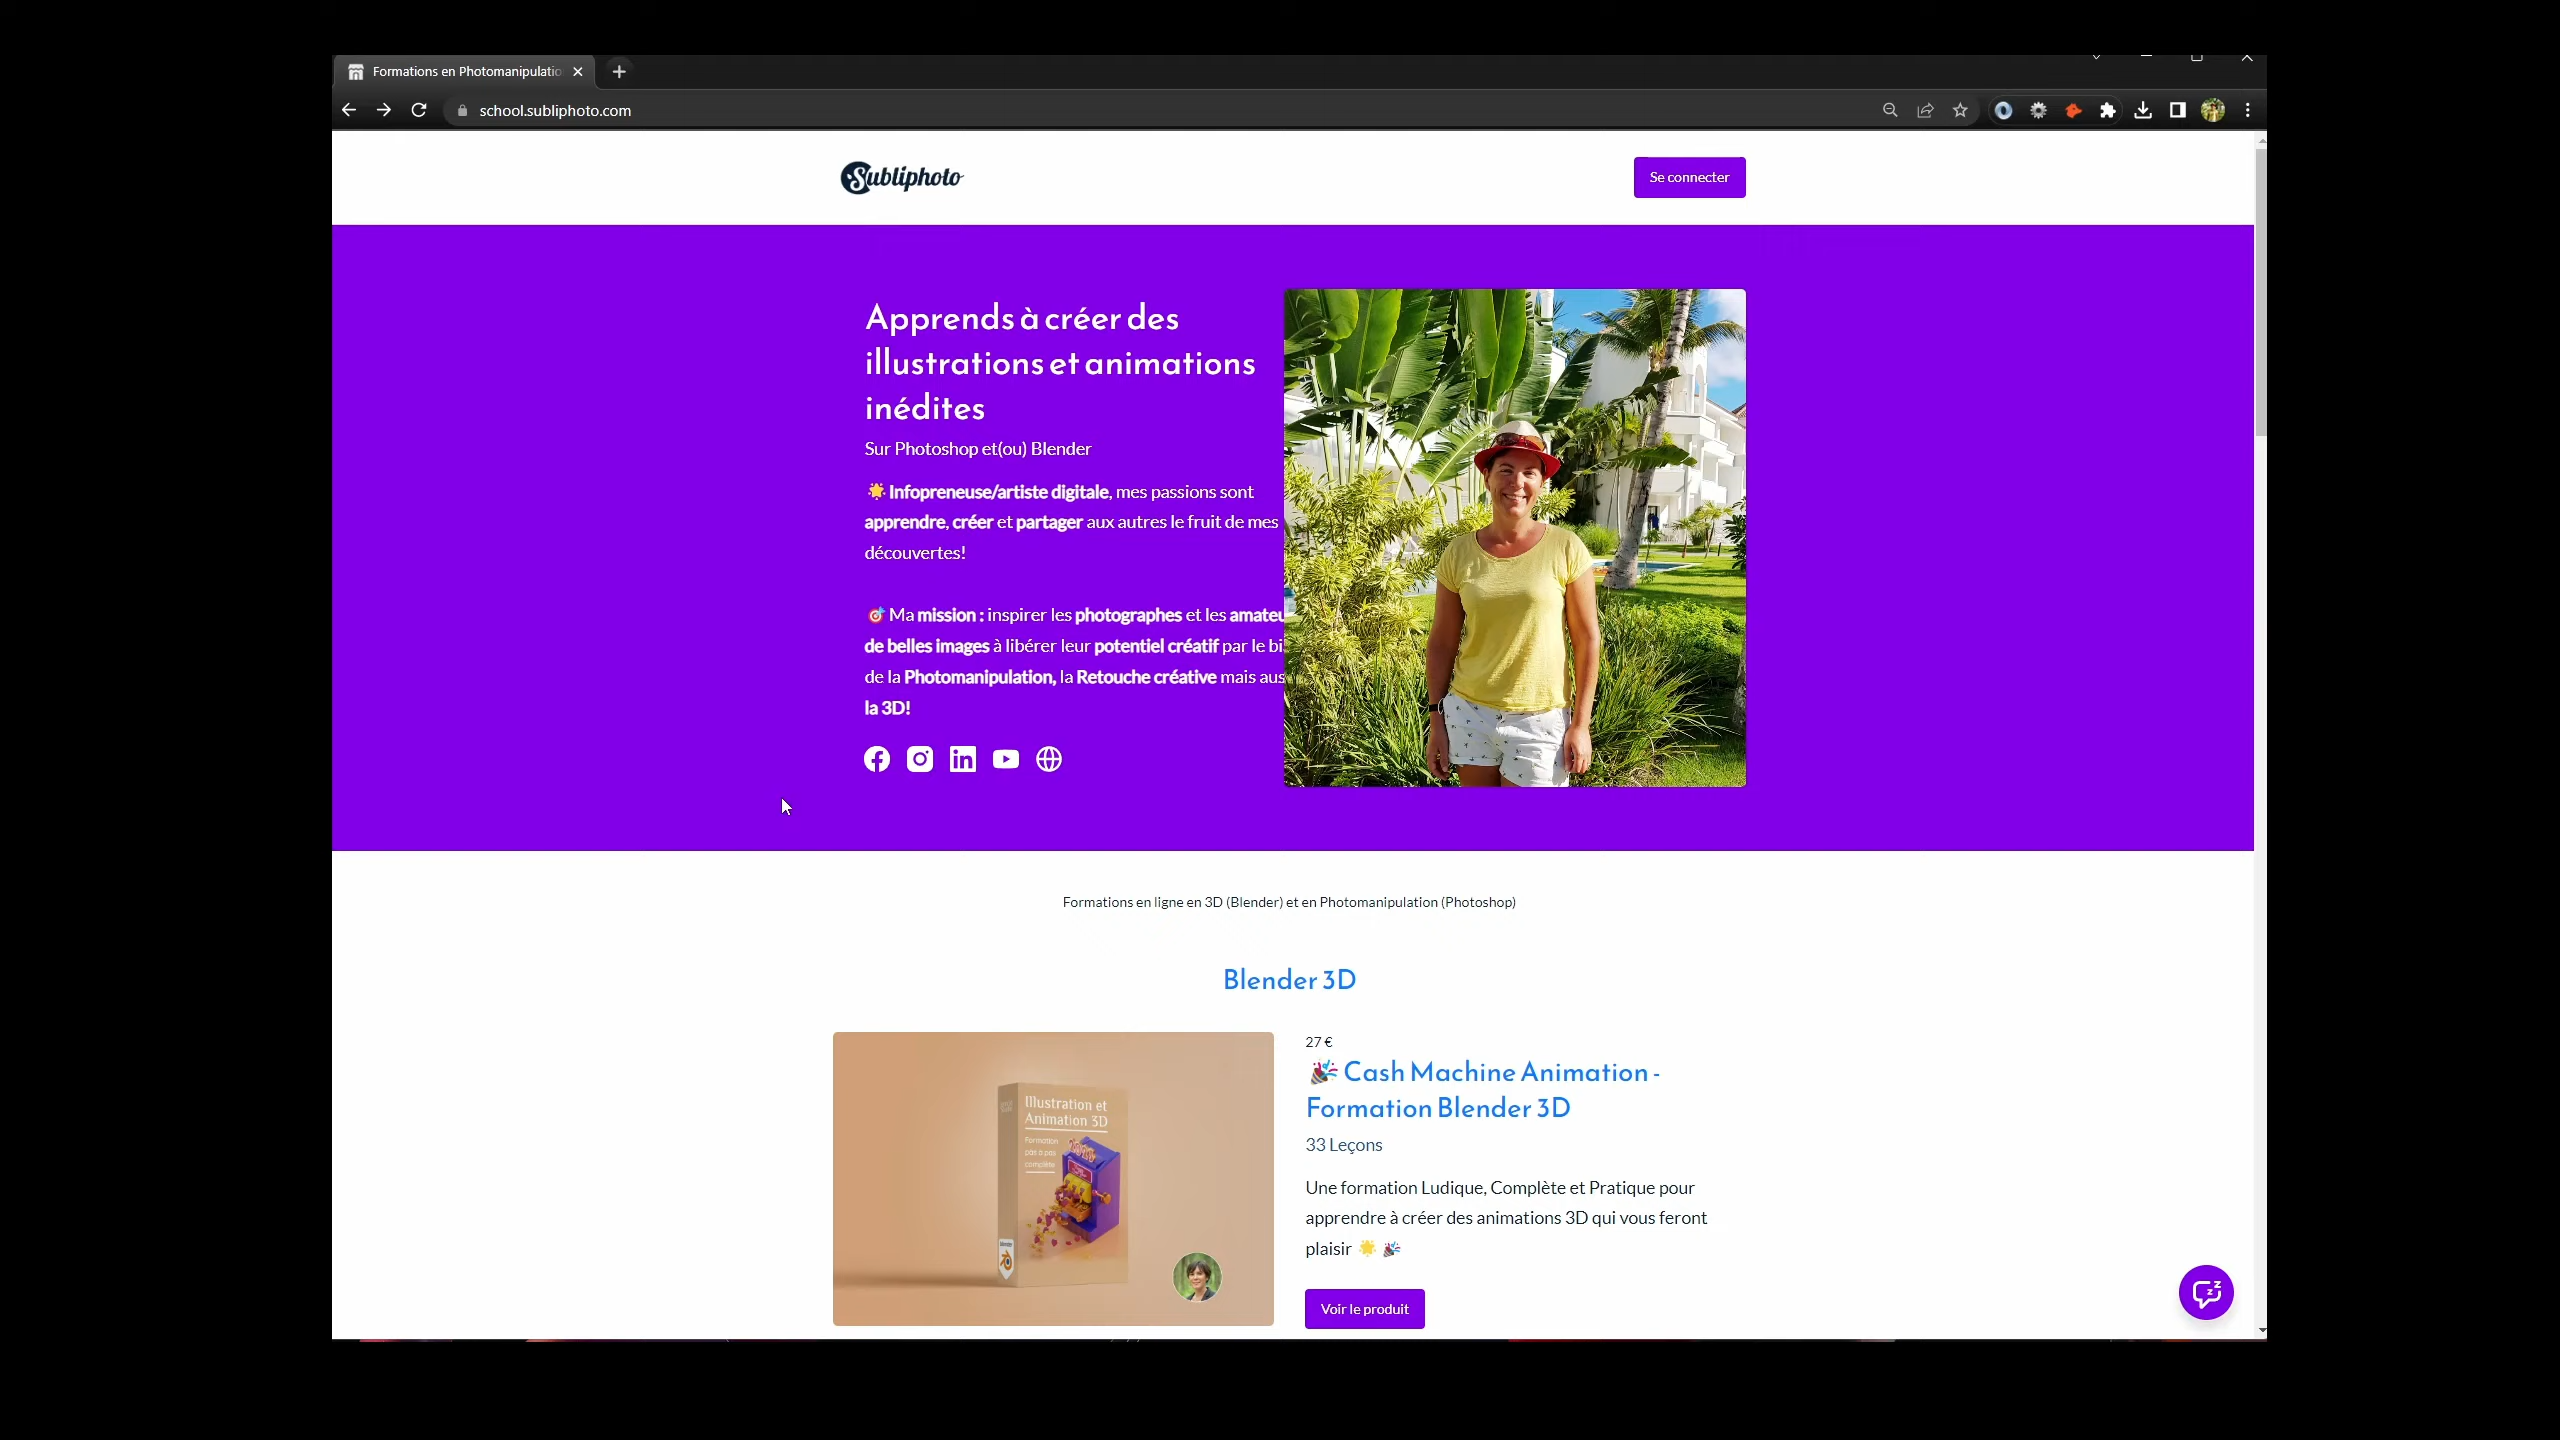 Formations en Photomanipulatio
school.subliphoto.com
Subliphoto
Se connecter
Apprends à créer des
illustrations et animations
inédites
Sur Photoshop et(ou) Blender
🌟 Infopreneuse/artiste digitale, mes passions sont
apprendre, créer et partager aux autres le fruit de mes
découvertes!
🎯 Ma mission : inspirer les photographes et les amateu
de belles images à libérer leur potentiel créatif par le bi
de la Photomanipulation, la Retouche créative mais aus
la 3D!
Formations en ligne en 3D (Blender) et en Photomanipulation (Photoshop)
Blender 3D
Illustration et
Animation 3D
Formation
pas à pas
complète
blender
27 €
🎉 Cash Machine Animation -
Formation Blender 3D
33 Leçons
Une formation Ludique, Complète et Pratique pour
apprendre à créer des animations 3D qui vous feront
plaisir 🌟 🎉
Voir le produit